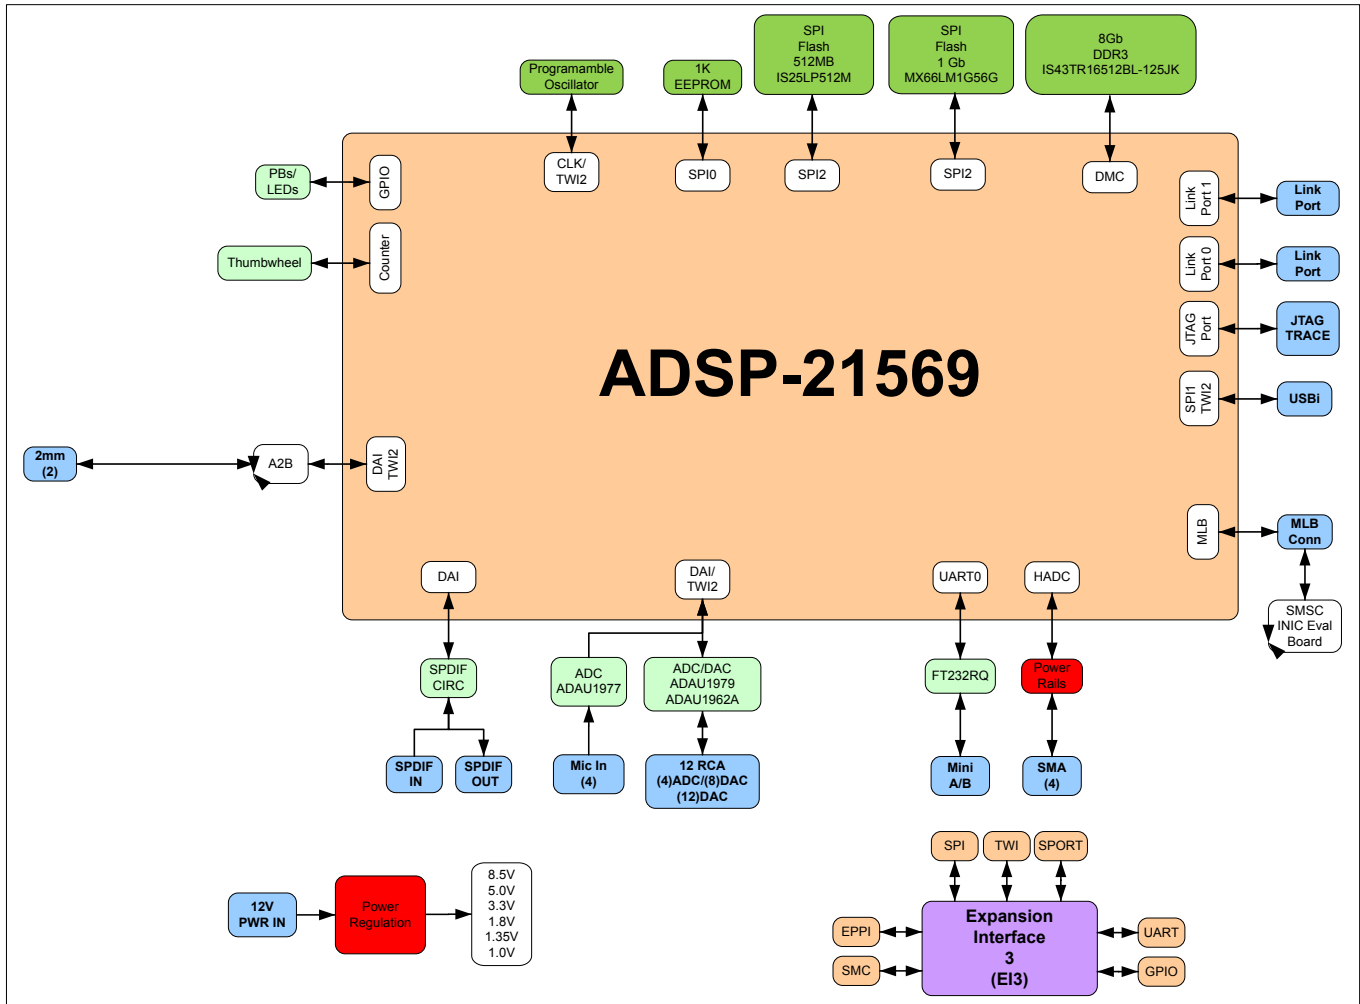 SPI
Flash
512MB
IS25LP512M
SPI
Flash
1 Gb
MX66LM1G56G
8Gb
DDR3
IS43TR16512BL-125JK
Programamble
Oscillator
1K
EEPROM
CLK/
TWI2
SPI0
SPI2
SPI2
DMC
PBs/
LEDs
GPIO
Thumbwheel
Counter
Link
Port 1
Link
Port
Link
Port 0
Link
Port
JTAG
Port
JTAG
TRACE
SPI1
TWI2
USBi
ADSP-21569
2mm
(2)
A2B
DAI
TWI2
MLB
MLB
Conn
SMSC
INIC Eval
Board
DAI
DAI/
TWI2
UART0
HADC
SPDIF
CIRC
ADC
ADAU1977
ADC/DAC
ADAU1979
ADAU1962A
FT232RQ
Power
Rails
SPDIF
IN
SPDIF
OUT
Mic In
(4)
12 RCA
(4)ADC/(8)DAC
(12)DAC
Mini
A/B
SMA
(4)
12V
PWR IN
Power
Regulation
8.5V
5.0V
3.3V
1.8V
1.35V
1.0V
SPI
TWI
SPORT
EPPI
SMC
Expansion
Interface
3
(EI3)
UART
GPIO